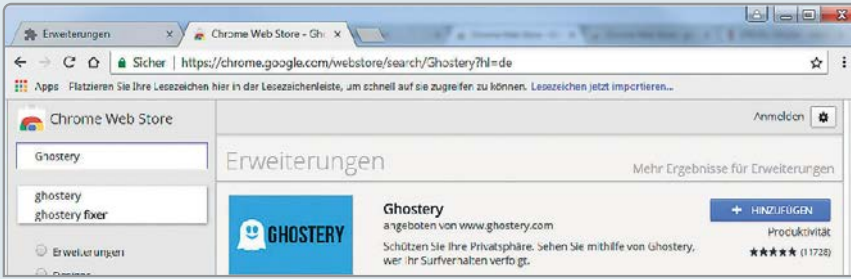 Erweiterungen
Chrome Web Store - Gh
Sicher | https://chrome.google.com/webstore/search/Ghostery?hl=de
Apps Platzieren Sie Ihre Lesezeichen hier in der Lesezeichenleiste, um schnell auf sie zugreifen zu können. Lesezeichen jetzt importieren...
Chrome Web Store
Anmelden
Ghostery
Erweiterungen
Mehr Ergebnisse für Erweiterungen
ghostery
ghostery fixer
Erweiterungen
GHOSTERY
Ghostery
angeboten von www.ghostery.com
Schützen Sie Ihre Privatsphäre. Sehen Sie mithilfe von Ghostery,
wer Ihr Surfverhalten verfolgt.
+ HINZUFÜGEN
Produktivität
★★★★★ (11728)